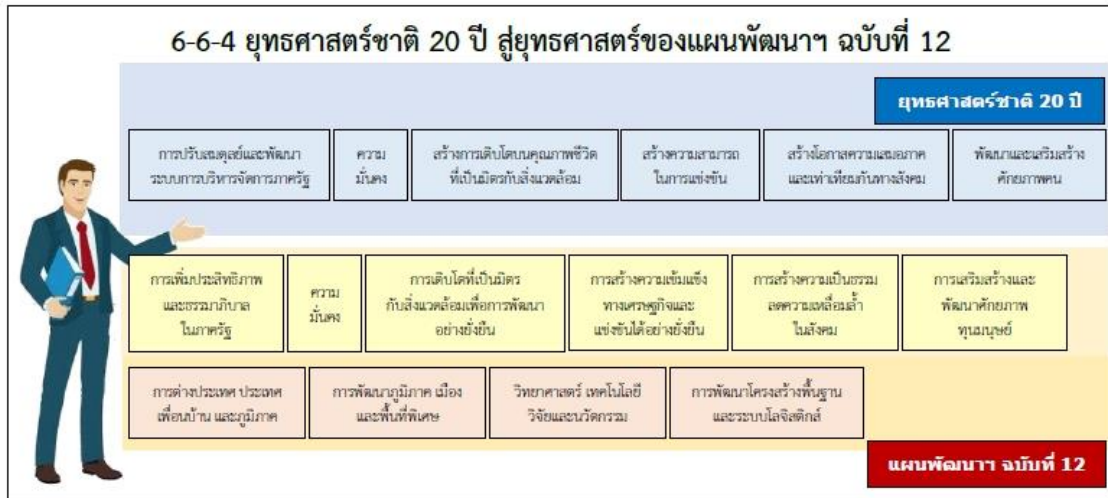 6-6-4 ยุทธศาสตร์ชาติ 20 ปี สู่ยุทธศาสตร์ของแผนพัฒนาฯ ฉบับที่ 12
ยุทธศาสตร์ชาติ 20 ปี
การปรับสมดุลย์และพัฒนา
ระบบการบริหารจัดการภาครัฐ
ความ
มั่นคง
สร้างการเติบโตบนคุณภาพชีวิต
ที่เป็นมิตรกับสิ่งแวดล้อม
สร้างความสามารถ
ในการแข่งขัน
สร้างโอกาสความเสมอภาค
และเท่าเทียมกันทางสังคม
พัฒนาและเสริมสร้าง
ศักยภาพคน
การเพิ่มประสิทธิภาพ
และธรรมาภิบาล
ในภาครัฐ
ความ
มั่นคง
การเติบโตที่เป็นมิตร
กับสิ่งแวดล้อมเพื่อการพัฒนา
อย่างยั่งยืน
การสร้างความเข้มแข็ง
ทางเศรษฐกิจและ
แข่งขันได้อย่างยั่งยืน
การสร้างความเป็นธรรม
ลดความเหลื่อมล้ำ
ในสังคม
การเสริมสร้างและ
พัฒนาศักยภาพ
ทุนมนุษย์
การต่างประเทศ ประเทศ
เพื่อนบ้าน และภูมิภาค
การพัฒนาภูมิภาค เมือง
และพื้นที่พิเศษ
วิทยาศาสตร์ เทคโนโลยี
วิจัยและนวัตกรรม
การพัฒนาโครงสร้างพื้นฐาน
และระบบโลจิสติกส์
แผนพัฒนาฯ ฉบับที่ 12